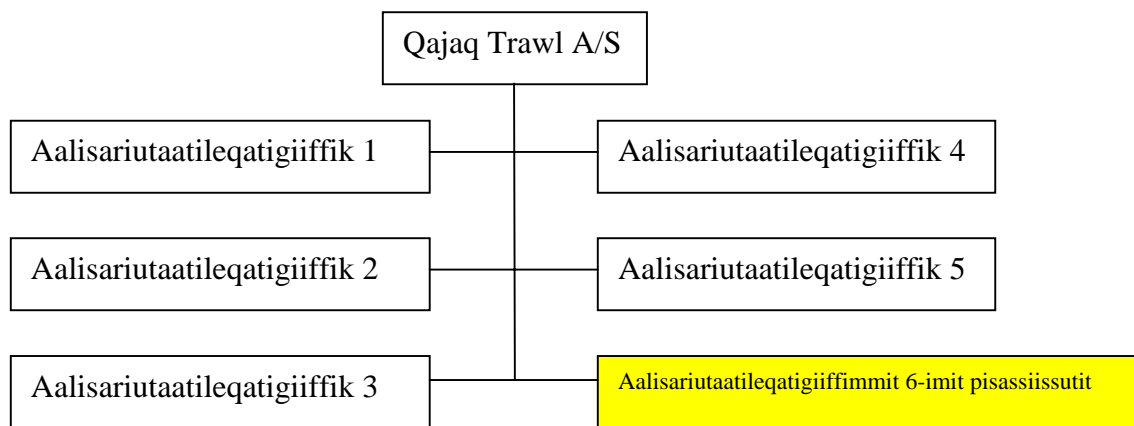 Qajaq Trawl A/S
Aalisariutaatileqatigiiffik 1
Aalisariutaatileqatigiiffik 4
Aalisariutaatileqatigiiffik 2
Aalisariutaatileqatigiiffik 5
Aalisariutaatileqatigiiffik 3
Aalisariutaatileqatigiiffimmit 6-imit pisassiissutit